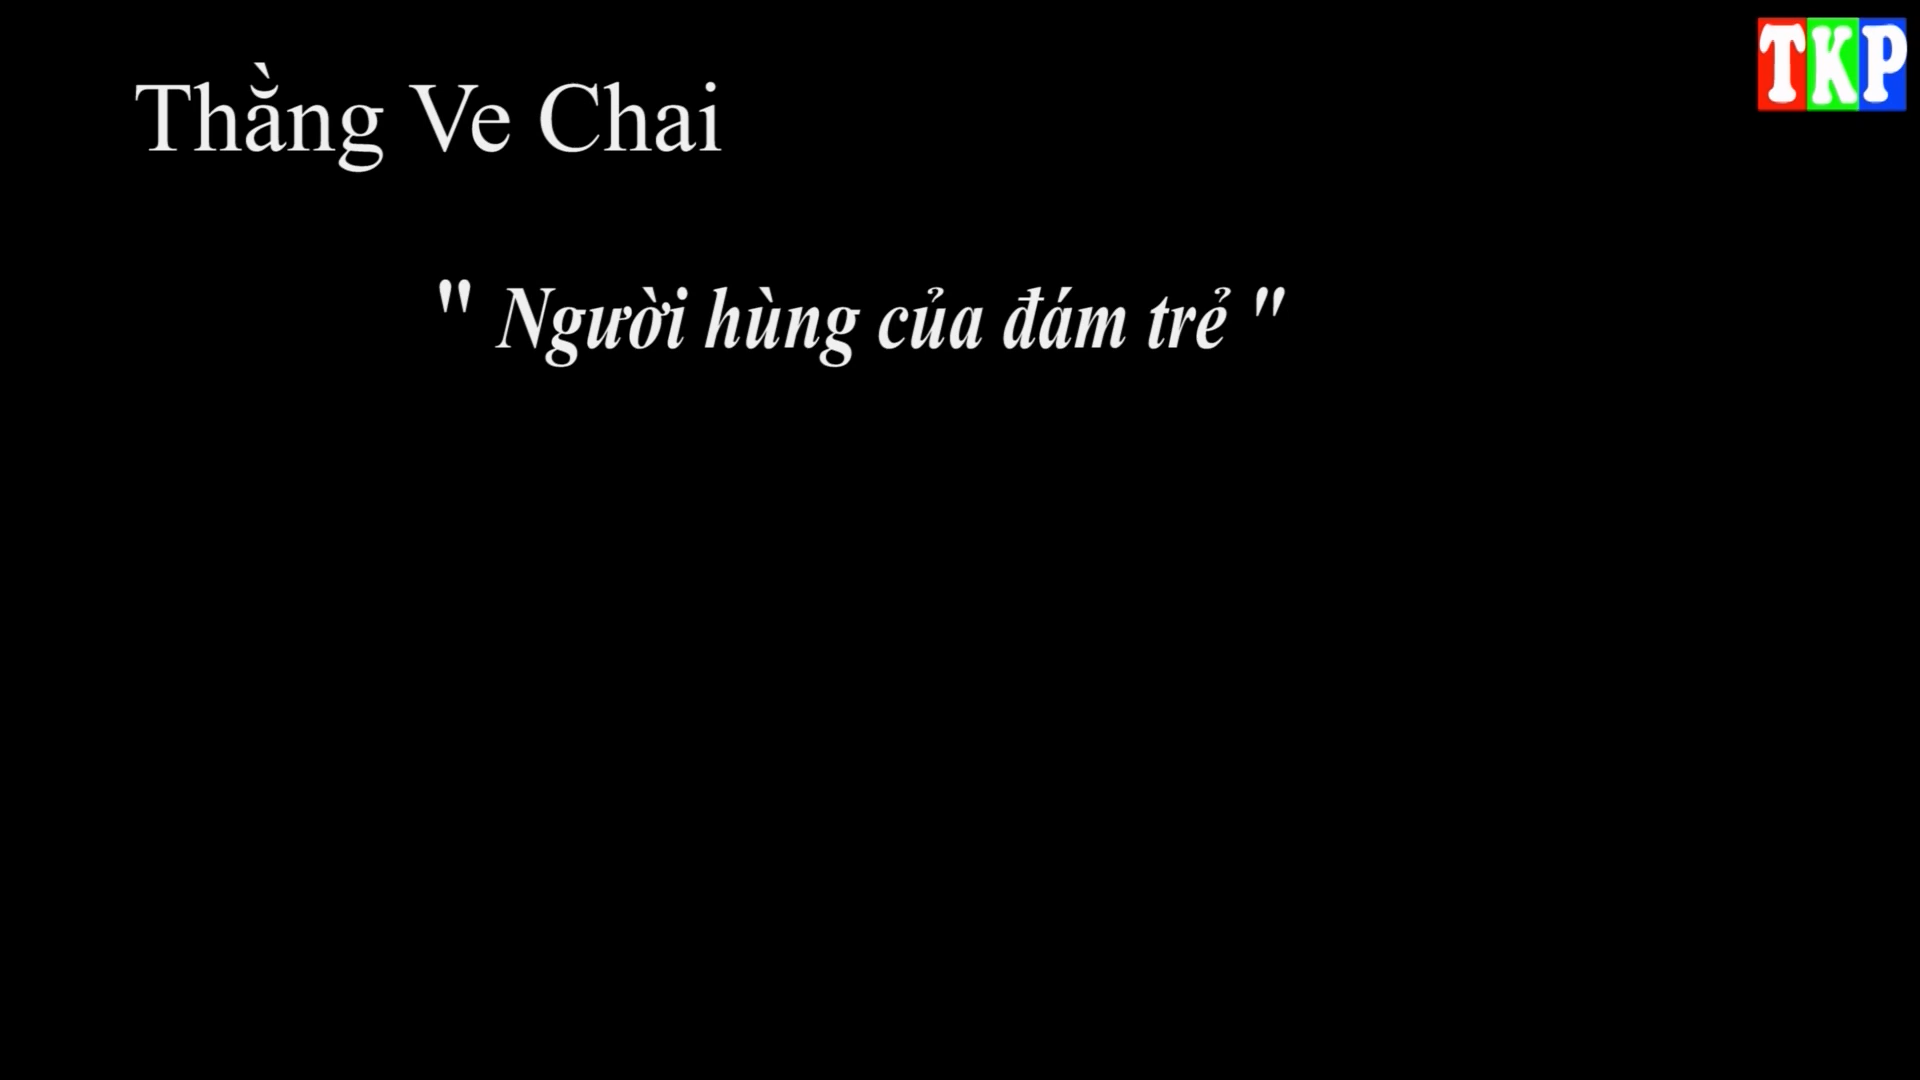 TKP
Thằng Ve Chai
" Người hùng của đám trẻ "